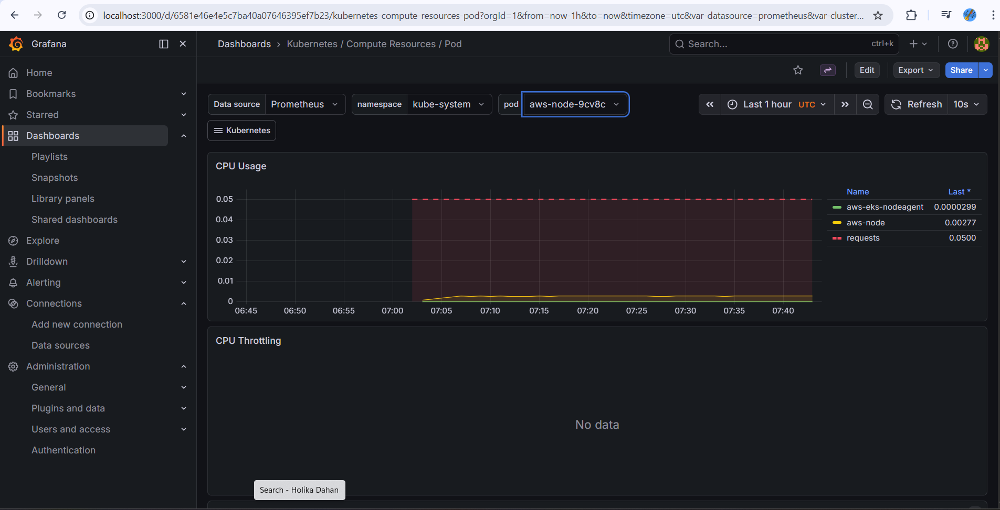 localhost:3000/d/6581e46e4e5c7ba40a07646395ef7b23/kubernetes-compute-resources-pod?orgId=1&from=now-1h&to=now&timezone=utc&var-datasource=prometheus&var-cluster...
Grafana
Dashboards › Kubernetes / Compute Resources / Pod
Search... ctrl+k
Home
Bookmarks
Starred
Dashboards
Playlists
Snapshots
Library panels
Shared dashboards
Explore
Drilldown
Alerting
Connections
Add new connection
Data sources
Administration
General
Plugins and data
Users and access
Authentication
Edit
Export
Share
Data source Prometheus
namespace kube-system
pod aws-node-9cv8c
Last 1 hour UTC
Refresh 10s
Kubernetes
CPU Usage
0.05
0.04
0.03
0.02
0.01
0
06:45 06:50 06:55 07:00 07:05 07:10 07:15 07:20 07:25 07:30 07:35 07:40
Name Last *
aws-eks-nodeagent 0.0000299
aws-node 0.00277
requests 0.0500
CPU Throttling
No data
Search - Holika Dahan